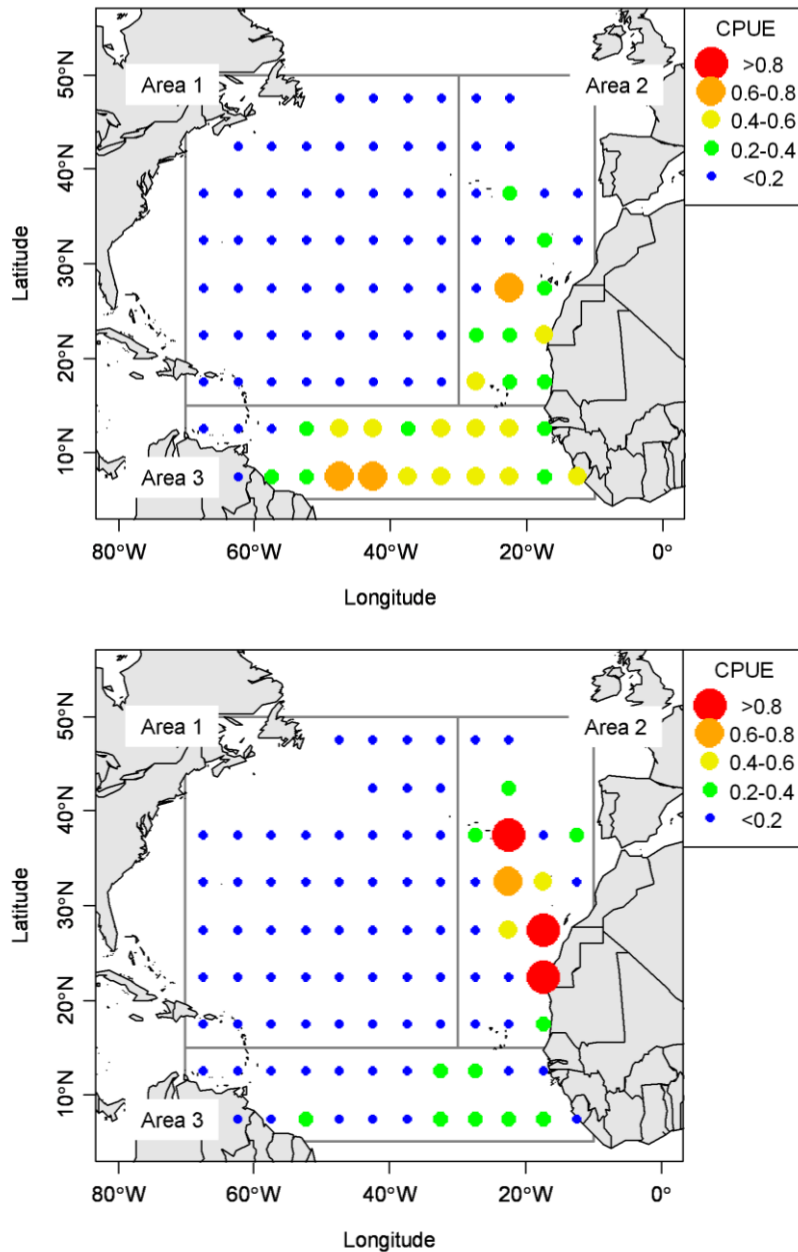 CPUE
>0.8
0.6-0.8
0.4-0.6
0.2-0.4
<0.2
Area 1
Area 2
Area 3
50°N
40°N
30°N
20°N
10°N
Latitude
80°W
60°W
40°W
20°W
0°
Longitude
CPUE
>0.8
0.6-0.8
0.4-0.6
0.2-0.4
<0.2
Area 1
Area 2
Area 3
50°N
40°N
30°N
20°N
10°N
Latitude
80°W
60°W
40°W
20°W
0°
Longitude